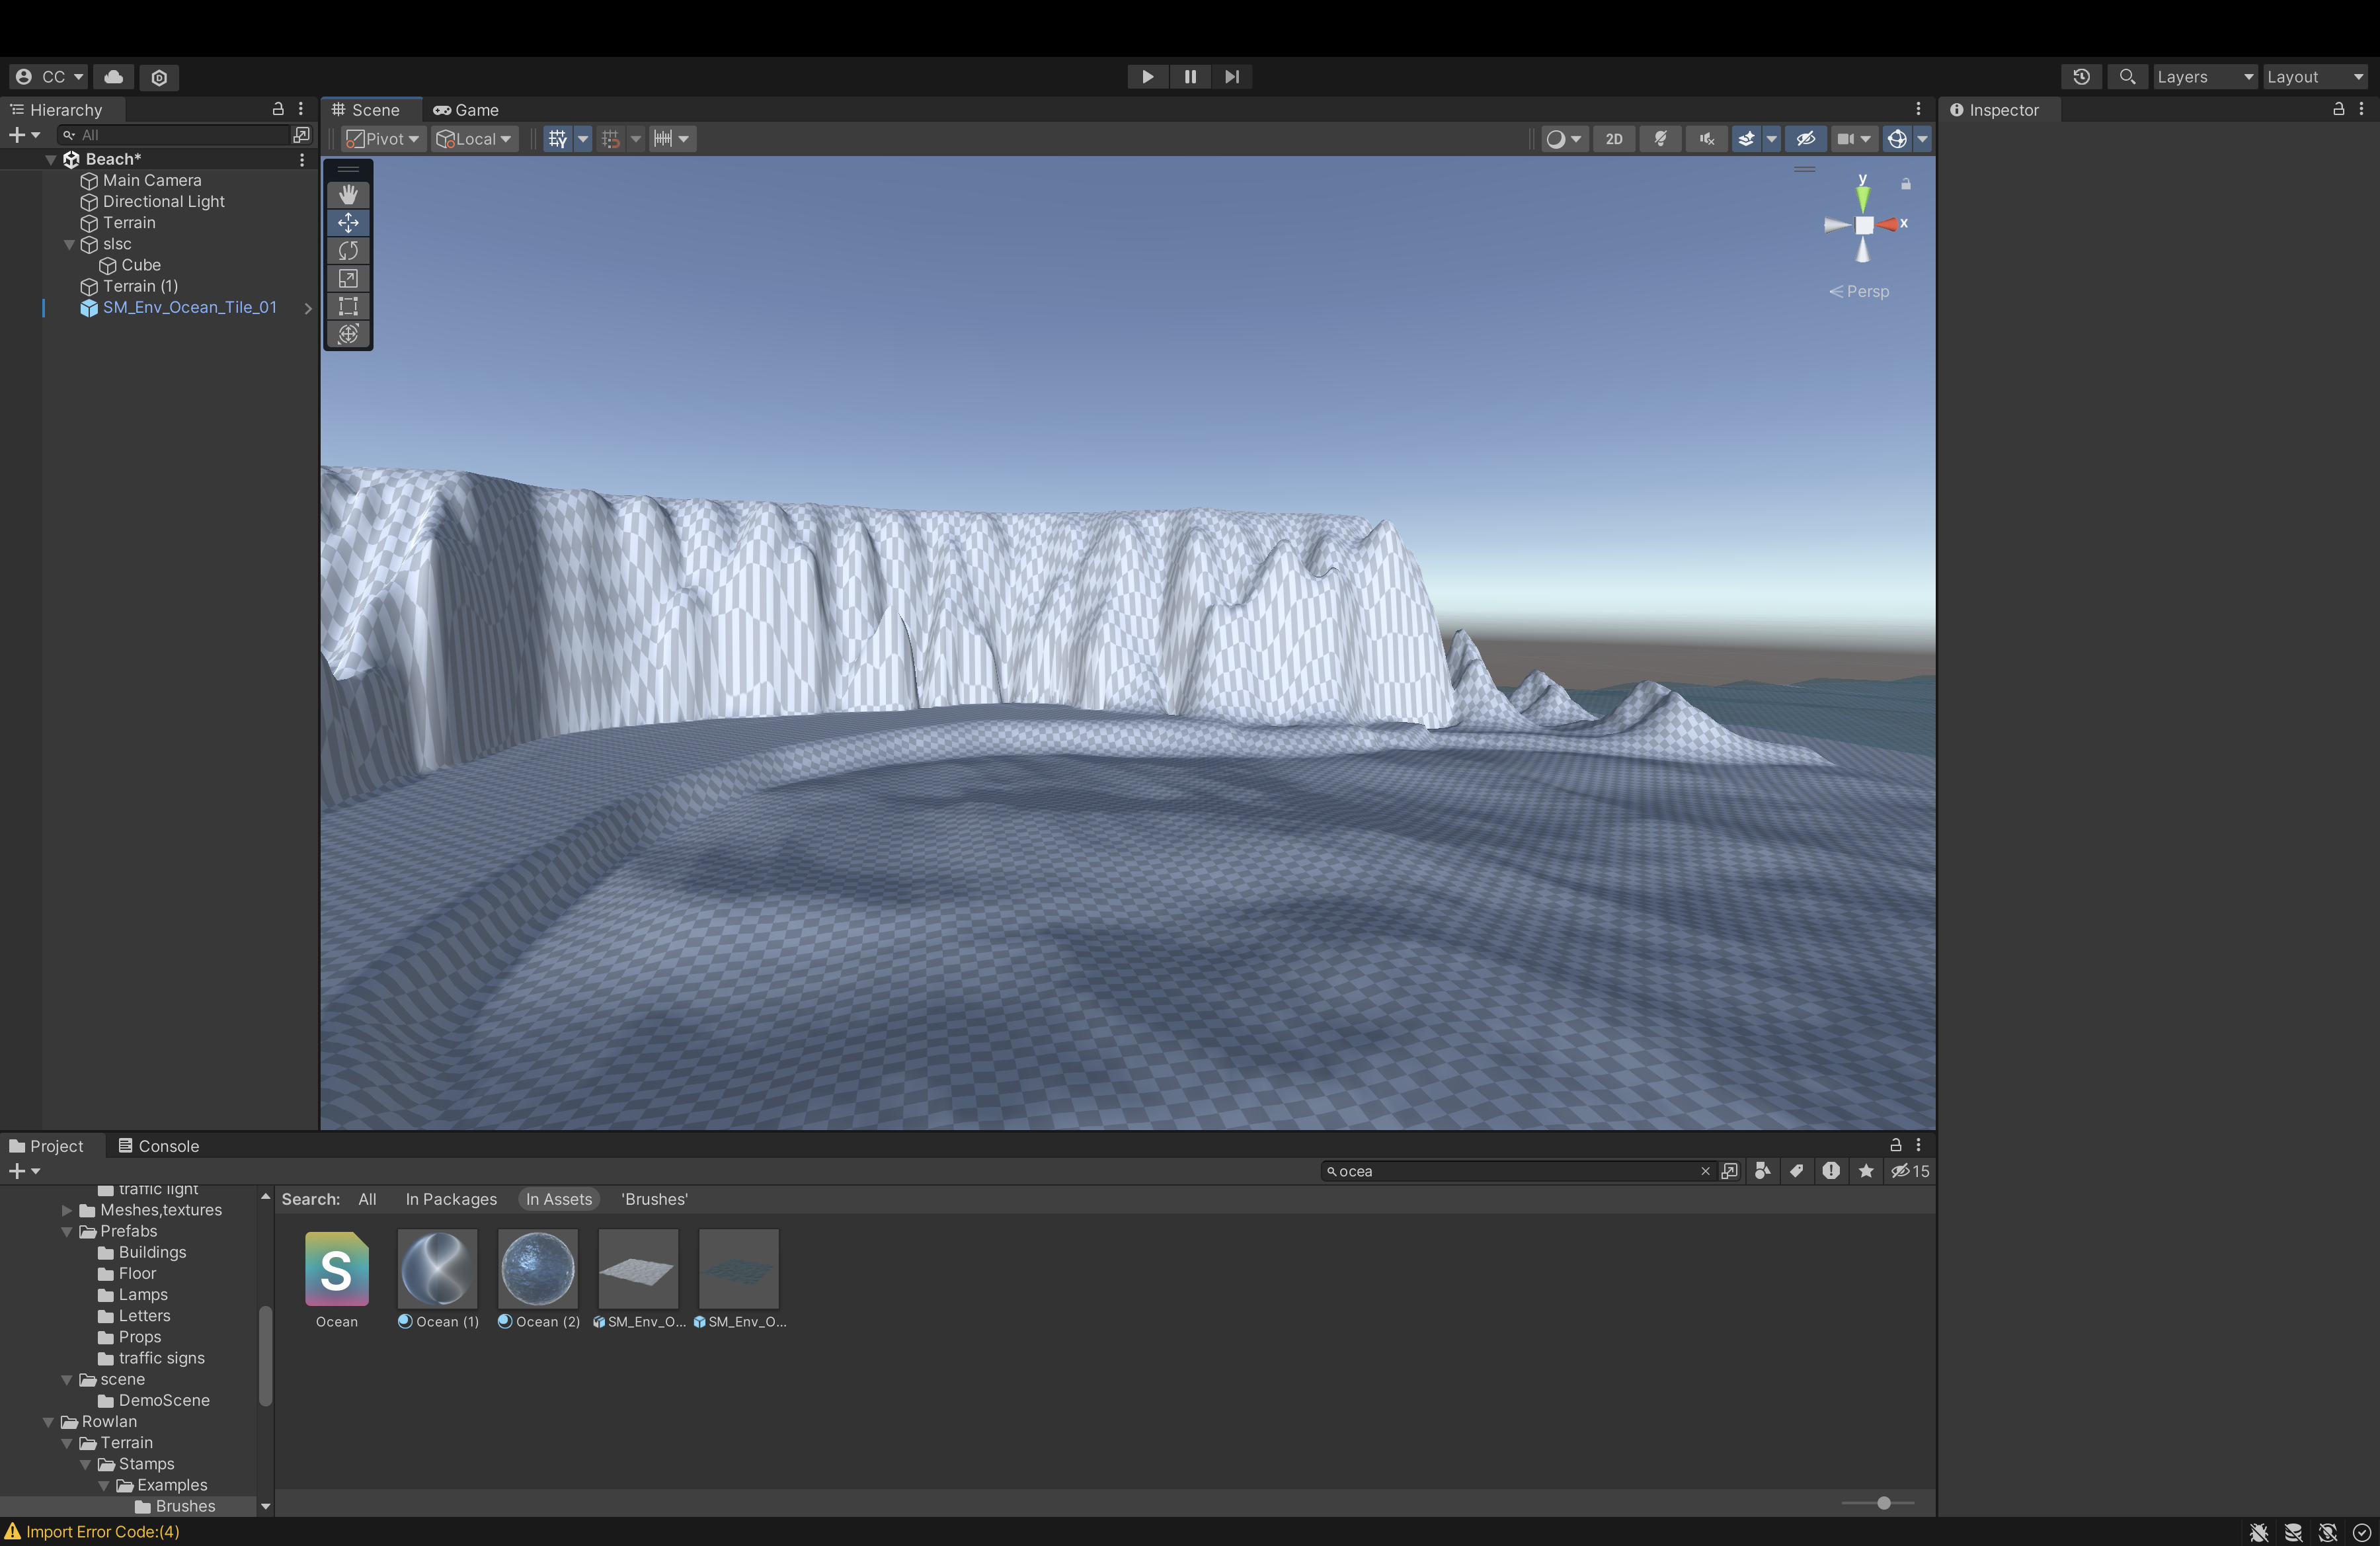 CC
Layers
Layout
Hierarchy
Scene
Game
Inspector
All
Pivot
Local
2D
Beach*
Main Camera
Directional Light
Terrain
slsc
Cube
Terrain (1)
SM_Env_Ocean_Tile_01
y
x
Persp
Project
Console
ocea
15
traffic light
Meshes,textures
Prefabs
Buildings
Floor
Lamps
Letters
Props
traffic signs
scene
DemoScene
Rowlan
Terrain
Stamps
Examples
Brushes
Search:
All
In Packages
In Assets
'Brushes'
S
Ocean
Ocean (1)
Ocean (2)
SM_Env_O...
SM_Env_O...
Import Error Code:(4)